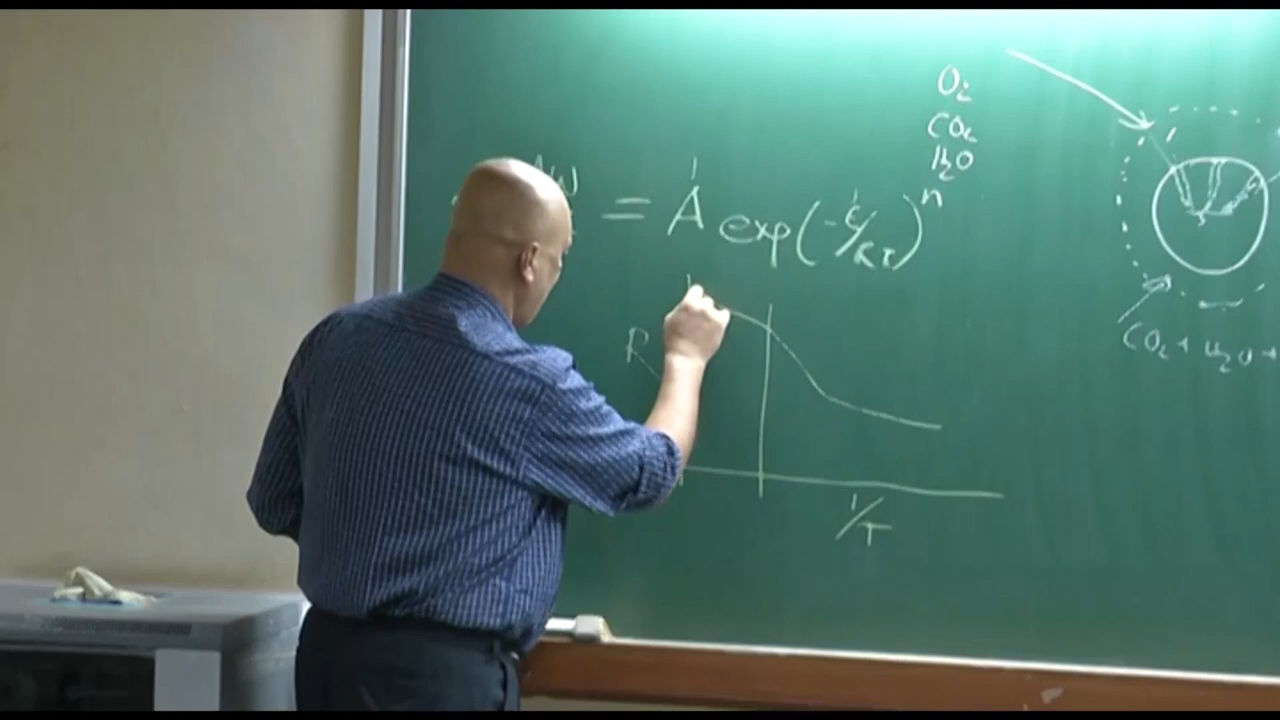 O₂
CO₂
H₂O
= A exp(-E/RT)ⁿ
R
1/T
CO₂ + H₂O +